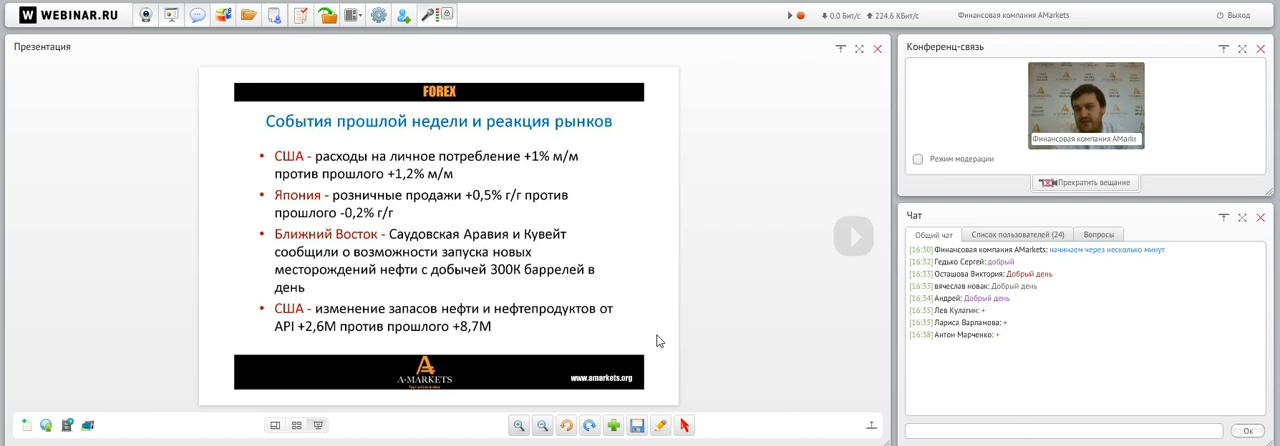 W WEBINAR.RU
0.0 Бит/с 224.6 КБит/с
Финансовая компания AMarkets
Выход
Презентация
FOREX
События прошлой недели и реакция рынков
• США - расходы на личное потребление +1% м/м
против прошлого +1,2% м/м
• Япония - розничные продажи +0,5% г/г против
прошлого -0,2% г/г
• Ближний Восток - Саудовская Аравия и Кувейт
сообщили о возможности запуска новых
месторождений нефти с добычей 300К баррелей в
день
• США - изменение запасов нефти и нефтепродуктов от
API +2,6М против прошлого +8,7М
A-MARKETS
www.amarkets.org
Конференц-связь
Финансовая компания AMarke
Режим модерации
Прекратить вещание
Чат
Общий чат
Список пользователей (24)
Вопросы
[16:30] Финансовая компания AMarkets: начинаем через несколько минут
[16:32] Гедько Сергей: добрый
[16:33] Осташова Виктория: Добрый день
[16:33] вячеслав новак: Добрый день
[16:34] Андрей: Добрый день
[16:35] Лев Кулагин: +
[16:35] Лариса Варламова: +
[16:38] Антон Марченко: +
Ок